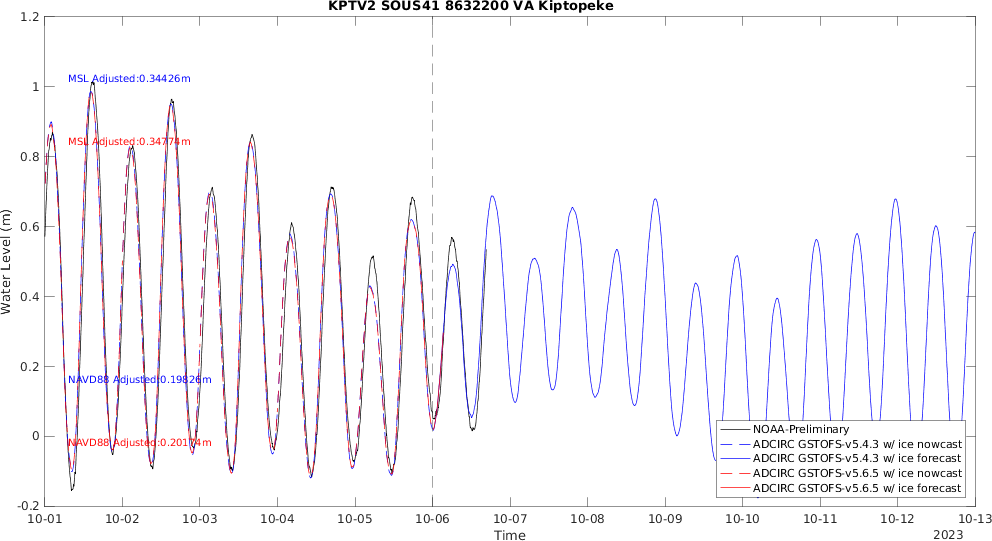 KPTV2 SOUS41 8632200 VA Kiptopeke
1.2
1
0.8
0.6
0.4
0.2
0
-0.2
Water Level (m)
MSL Adjusted:0.34426m
MSL Adjusted:0.34774m
NAVD88 Adjusted:0.19826m
NAVD88 Adjusted:0.20174m
NOAA-Preliminary
ADCIRC GSTOFS-v5.4.3 w/ ice nowcast
ADCIRC GSTOFS-v5.4.3 w/ ice forecast
ADCIRC GSTOFS-v5.6.5 w/ ice nowcast
ADCIRC GSTOFS-v5.6.5 w/ ice forecast
10-01 10-02 10-03 10-04 10-05 10-06 10-07 10-08 10-09 10-10 10-11 10-12 10-13
Time
2023